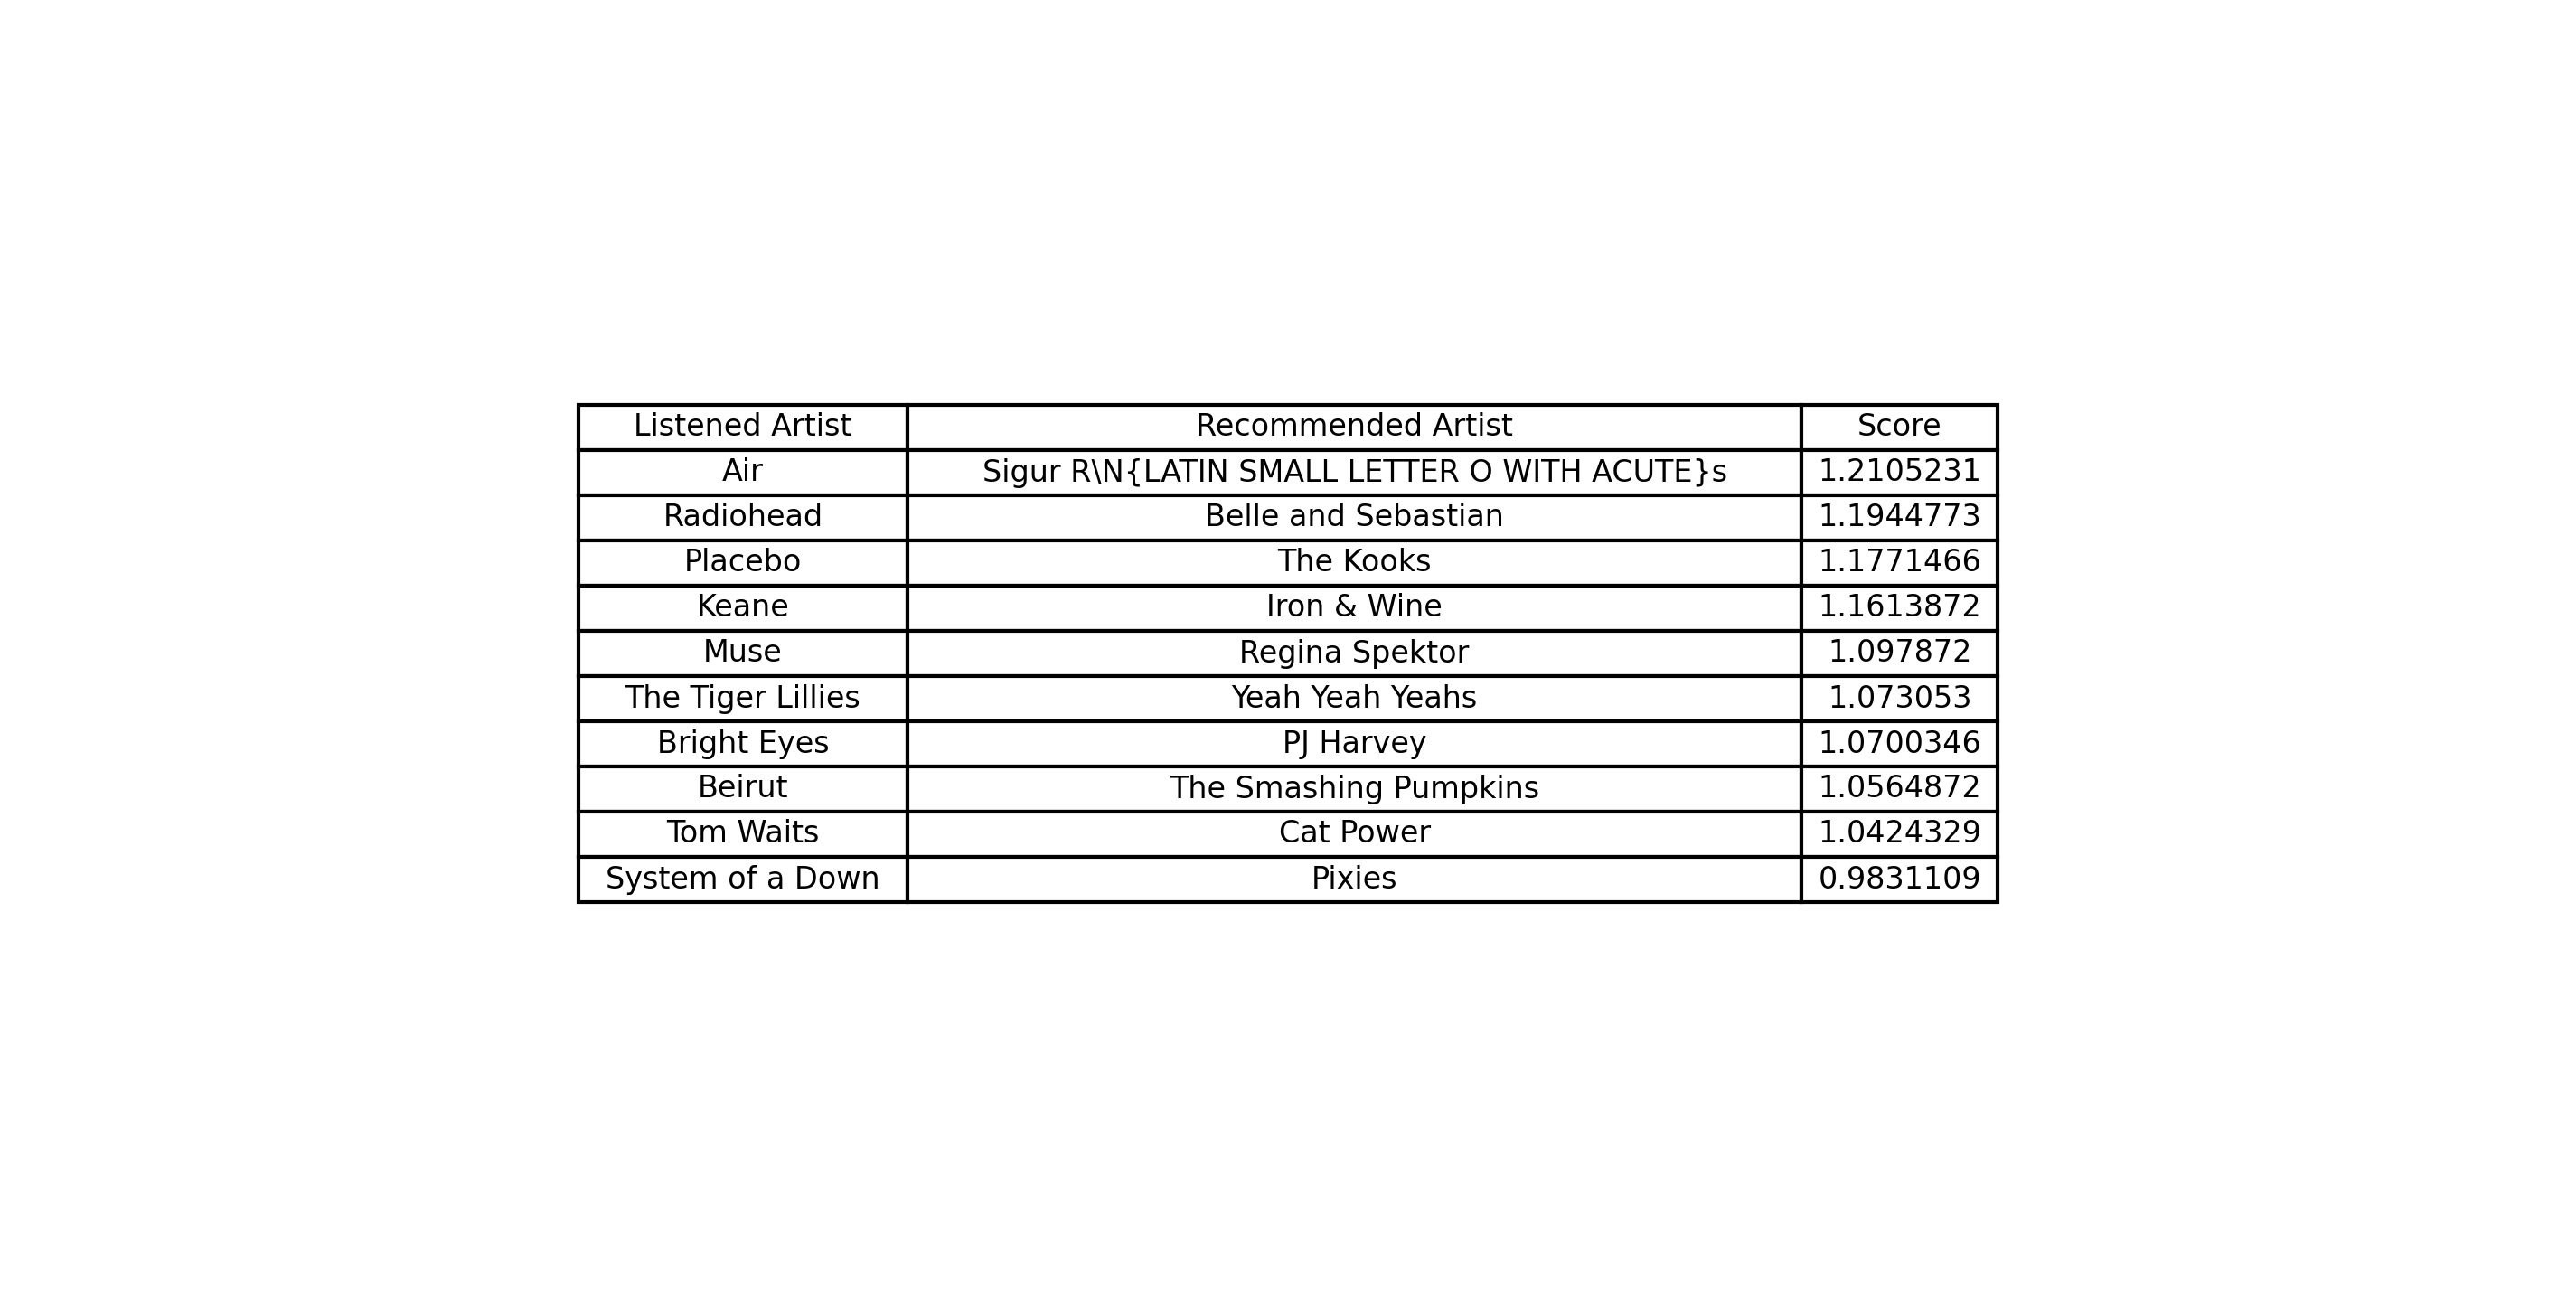 Listened Artist Recommended Artist Score
Air Sigur R\N{LATIN SMALL LETTER O WITH ACUTE}s 1.2105231
Radiohead Belle and Sebastian 1.1944773
Placebo The Kooks 1.1771466
Keane Iron & Wine 1.1613872
Muse Regina Spektor 1.097872
The Tiger Lillies Yeah Yeah Yeahs 1.073053
Bright Eyes PJ Harvey 1.0700346
Beirut The Smashing Pumpkins 1.0564872
Tom Waits Cat Power 1.0424329
System of a Down Pixies 0.9831109